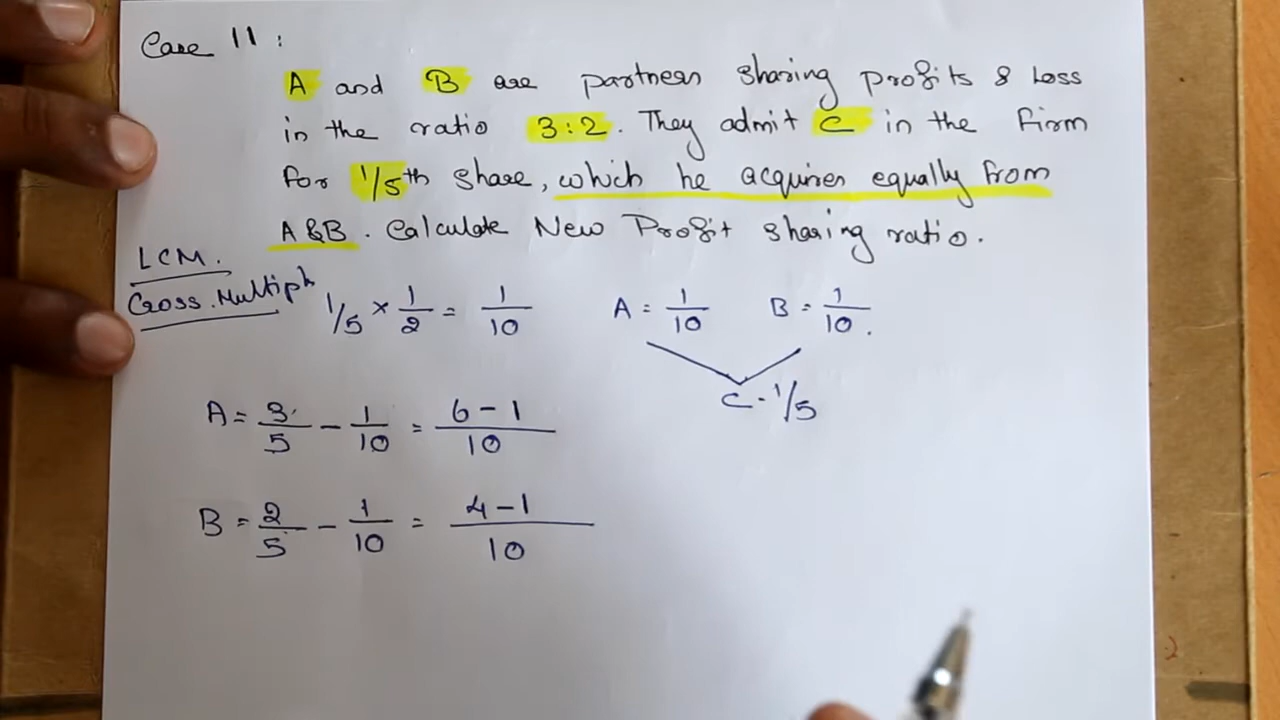 Case 11:
A and B are partners sharing profits & Loss
in the ratio 3:2. They admit C in the Firm
for 1/5th share, which he acquires equally from
A&B. Calculate New Profit sharing ratio.
LCM.
Cross.Multiph
1/5 × 1/2 = 1/10 A = 1/10 B = 1/10.
C - 1/5
A = 3/5 - 1/10 = 6-1/10
B = 2/5 - 1/10 = 4-1/10
2